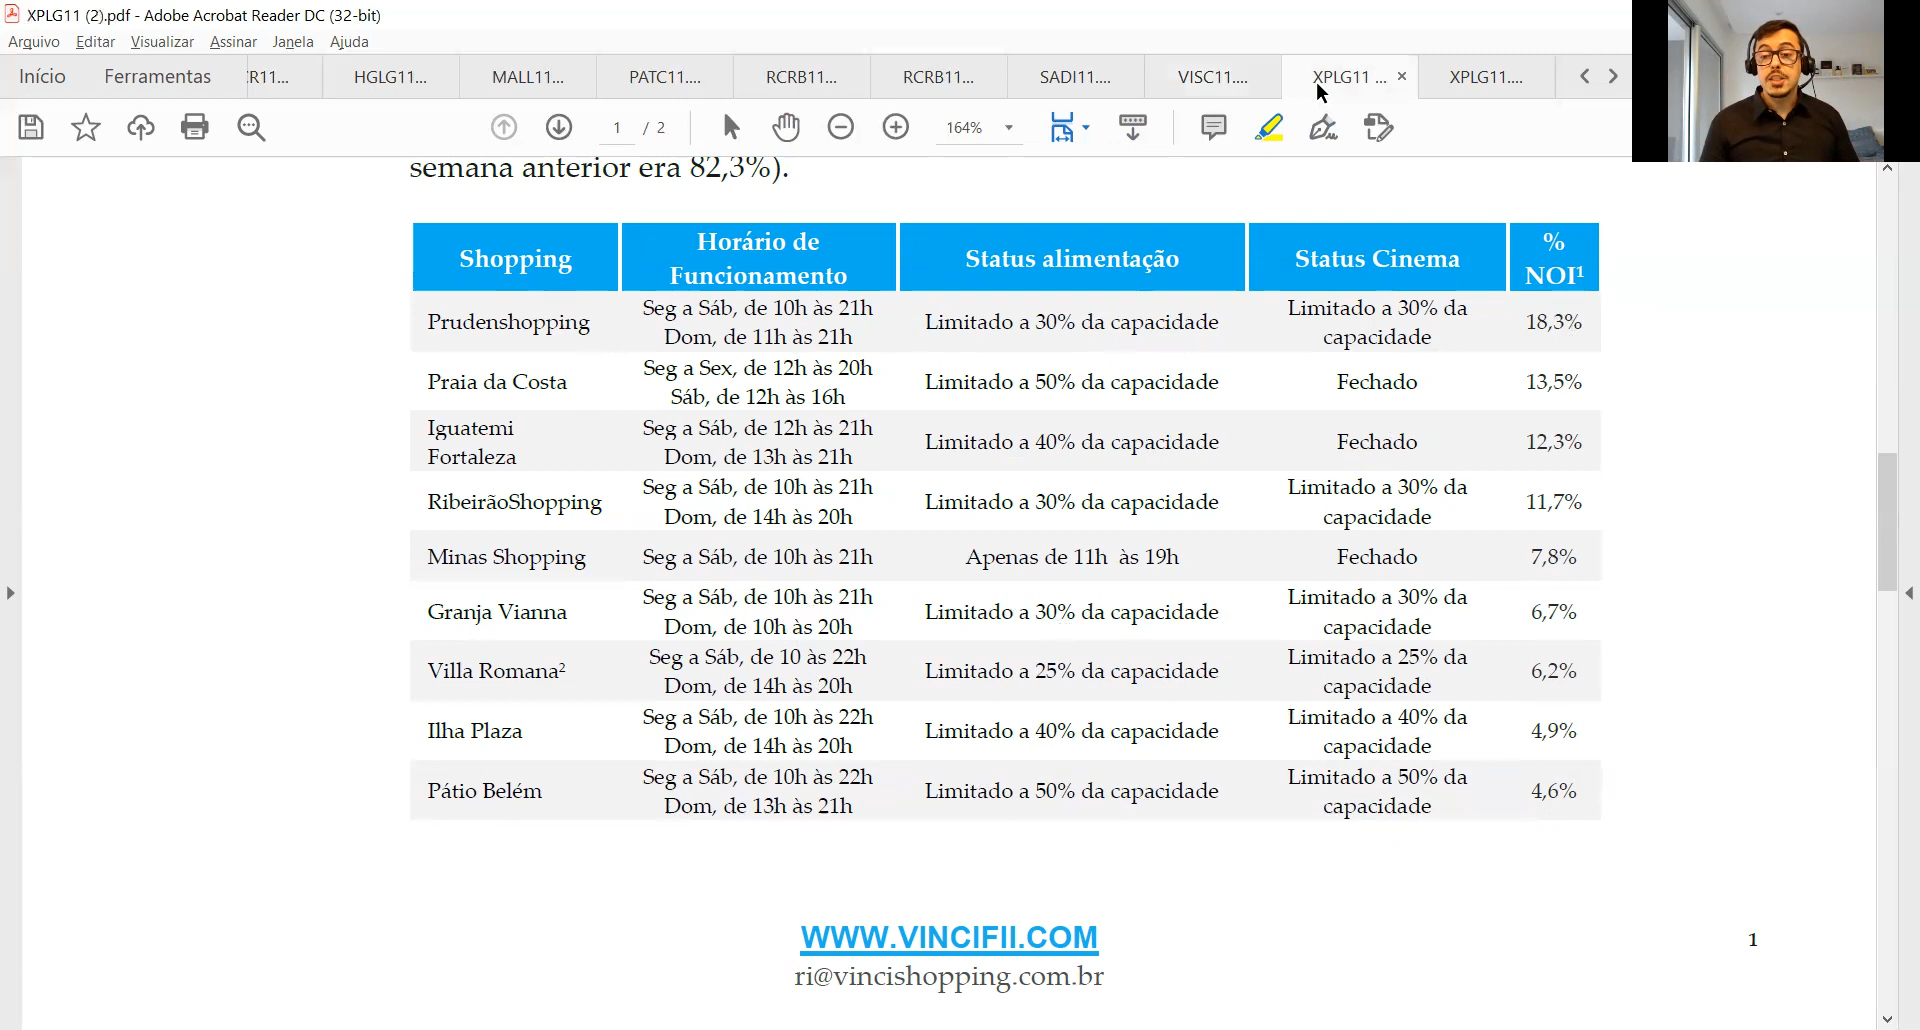 XPLG11 (2).pdf - Adobe Acrobat Reader DC (32-bit)
Arquivo Editar Visualizar Assinar Janela Ajuda
Início Ferramentas R11... HGLG11... MALL11... PATC11.... RCRB11... RCRB11... SADI11.... VISC11.... XPLG11 ... × XPLG11....
1 / 2 164%
semana anterior era 82,3%).
Shopping Horário de Funcionamento Status alimentação Status Cinema % NOI¹
Prudenshopping Seg a Sáb, de 10h às 21h Limitado a 30% da capacidade Limitado a 30% da 18,3%
Dom, de 11h às 21h capacidade
Praia da Costa Seg a Sex, de 12h às 20h Limitado a 50% da capacidade Fechado 13,5%
Sáb, de 12h às 16h
Iguatemi Seg a Sáb, de 12h às 21h Limitado a 40% da capacidade Fechado 12,3%
Fortaleza Dom, de 13h às 21h
RibeirãoShopping Seg a Sáb, de 10h às 21h Limitado a 30% da capacidade Limitado a 30% da 11,7%
Dom, de 14h às 20h capacidade
Minas Shopping Seg a Sáb, de 10h às 21h Apenas de 11h às 19h Fechado 7,8%
Granja Vianna Seg a Sáb, de 10h às 21h Limitado a 30% da capacidade Limitado a 30% da 6,7%
Dom, de 10h às 20h capacidade
Villa Romana² Seg a Sáb, de 10 às 22h Limitado a 25% da capacidade Limitado a 25% da 6,2%
Dom, de 14h às 20h capacidade
Ilha Plaza Seg a Sáb, de 10h às 22h Limitado a 40% da capacidade Limitado a 40% da 4,9%
Dom, de 14h às 20h capacidade
Pátio Belém Seg a Sáb, de 10h às 22h Limitado a 50% da capacidade Limitado a 50% da 4,6%
Dom, de 13h às 21h capacidade
WWW.VINCIFII.COM
1
ri@vincishopping.com.br